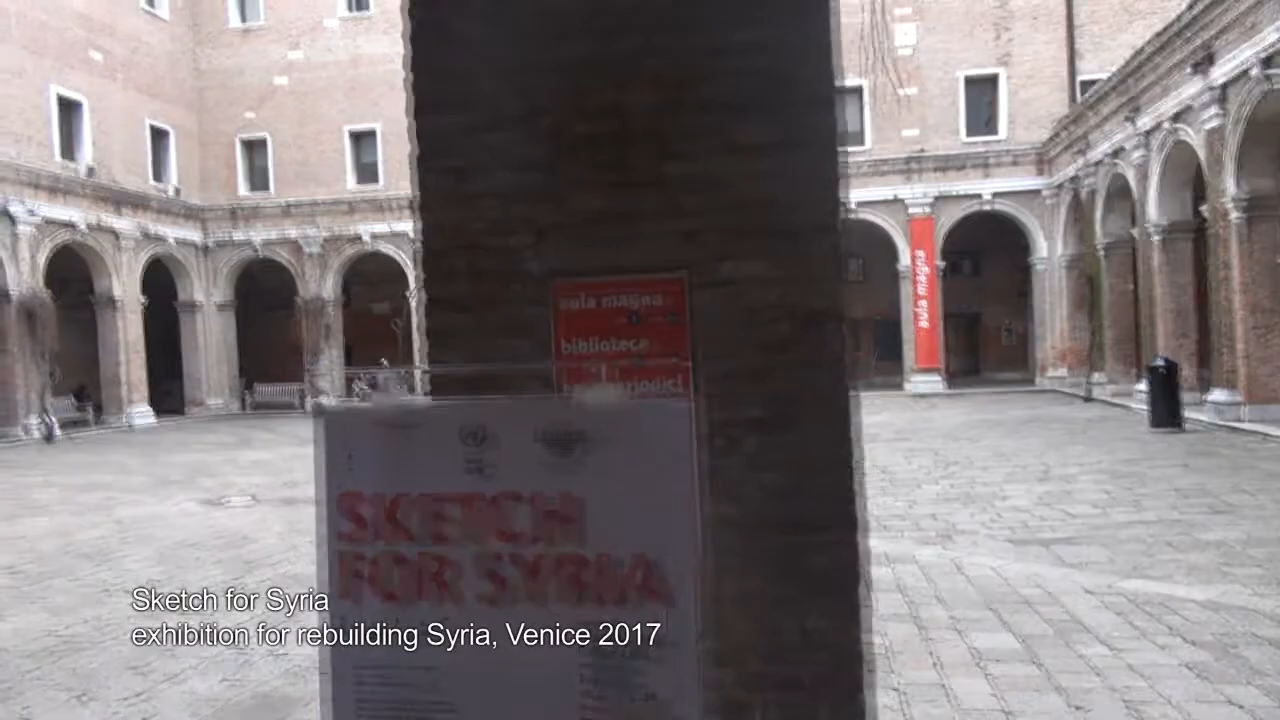 aula magna
biblioteca
aula magna
SKETCH
FOR SYRIA
Sketch for Syria
exhibition for rebuilding Syria, Venice 2017